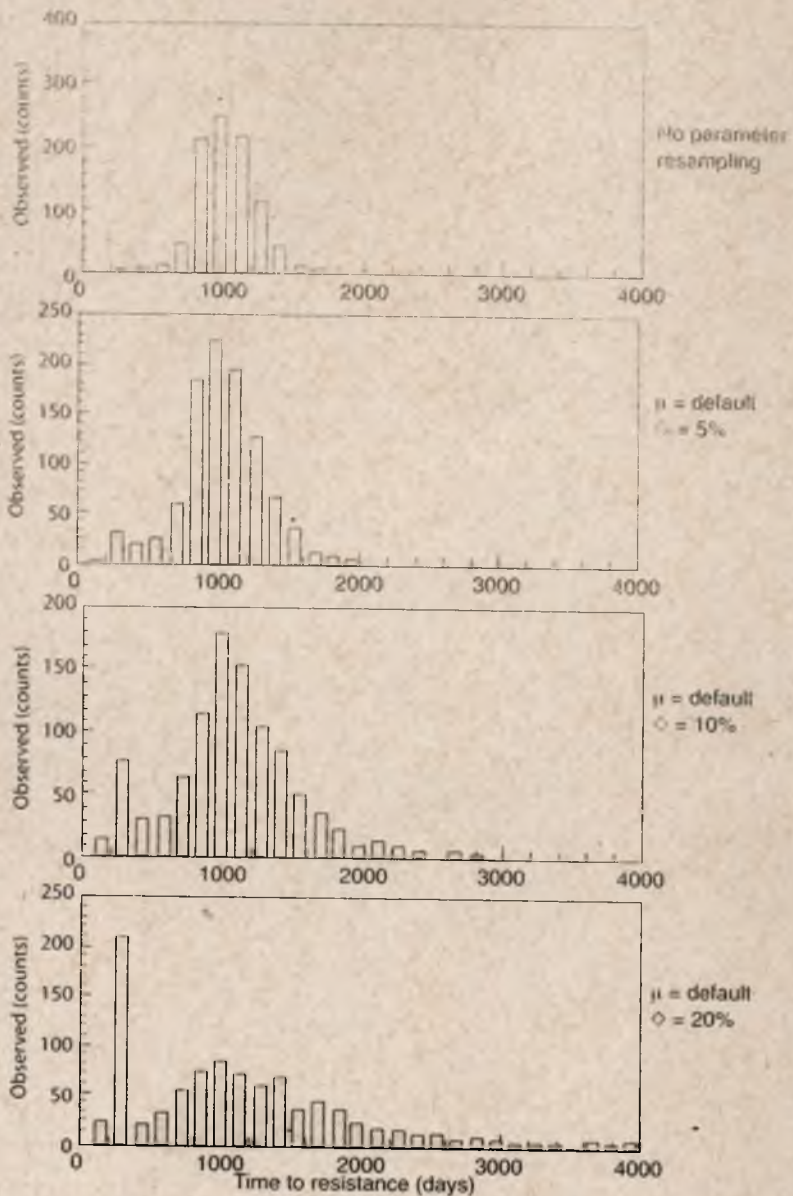 400
300
200
100
0
Observed (counts)
0 1000 2000 3000 4000
No parameter
resampling
250
200
150
100
50
0
Observed (counts)
0 1000 2000 3000 4000
μ = default
◇ = 5%
200
150
100
50
0
Observed (counts)
0 1000 2000 3000 4000
μ = default
◇ = 10%
250
200
150
100
50
0
Observed (counts)
0 1000 2000 3000 4000
μ = default
◇ = 20%
Time to resistance (days)